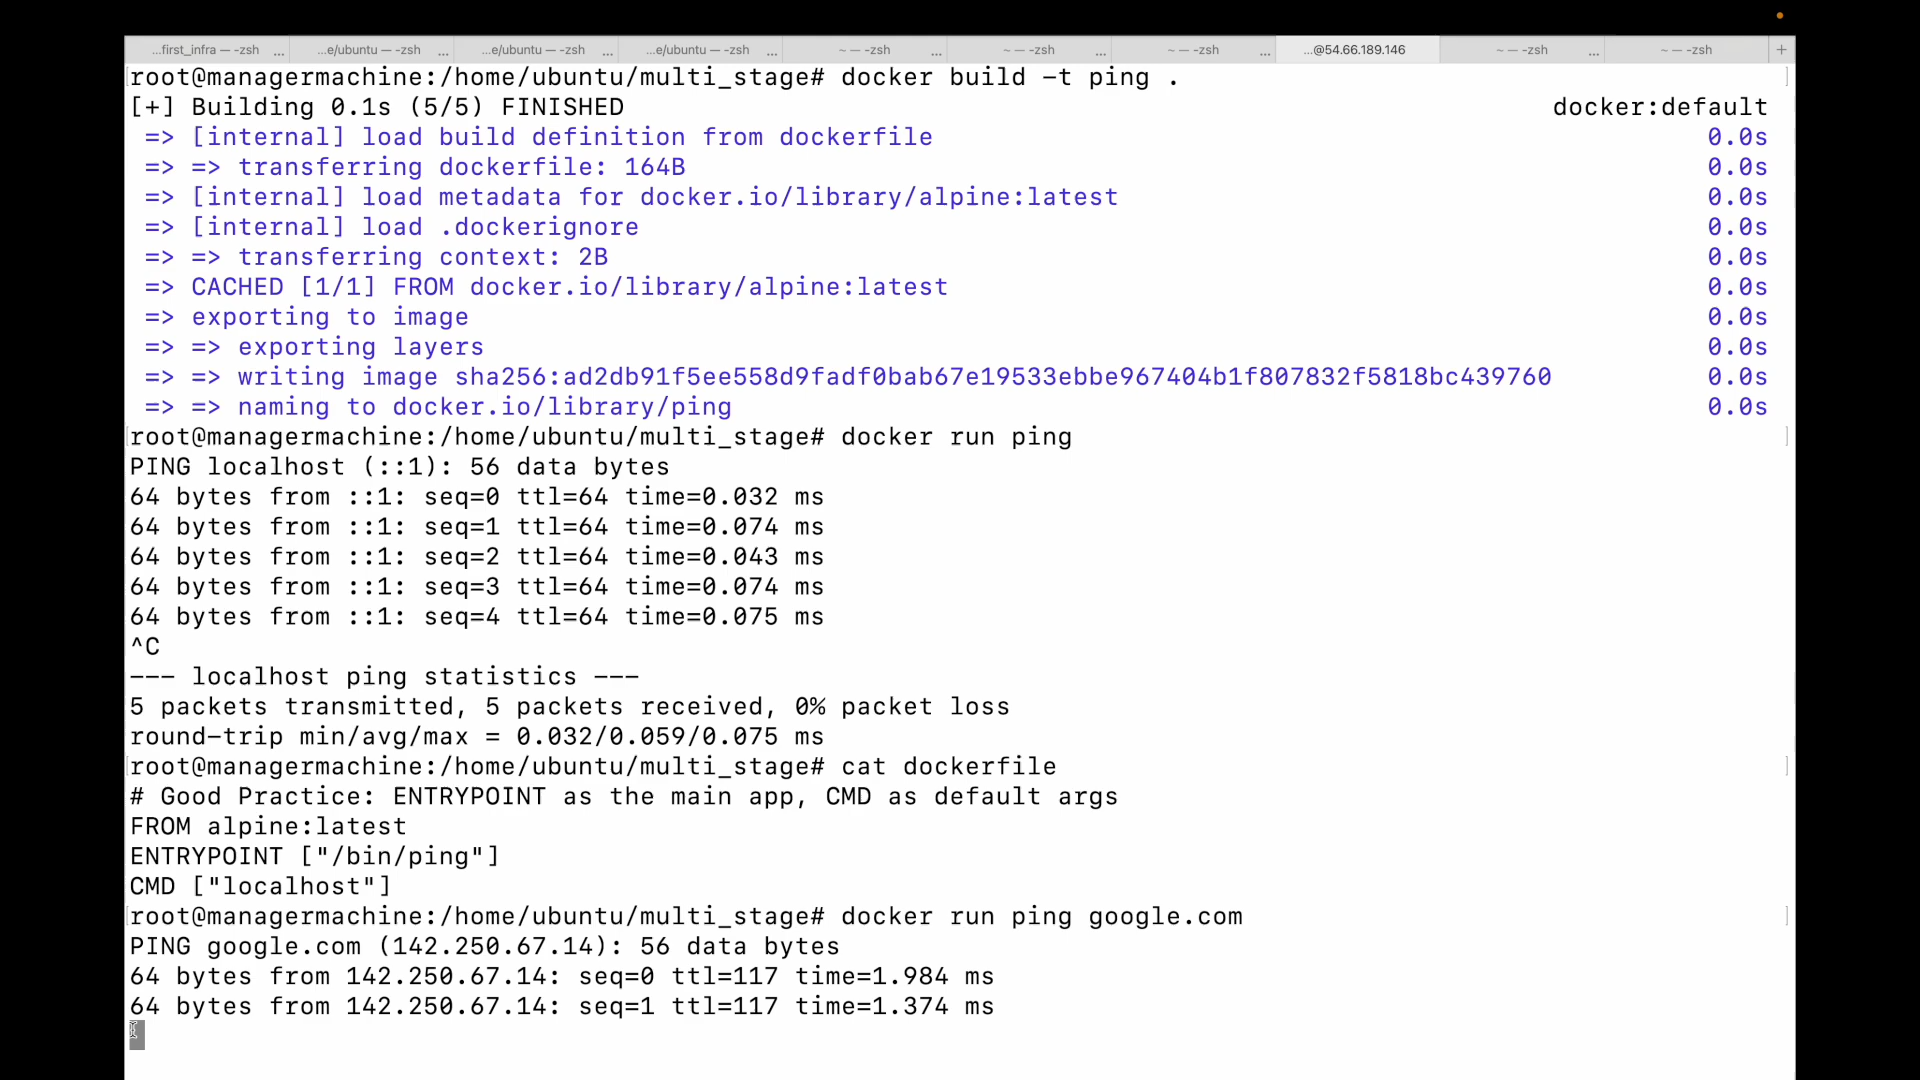 ...first_infra — -zsh ... ...e/ubuntu — -zsh ... ...e/ubuntu — -zsh ... ...e/ubuntu — -zsh ... ~ — -zsh ... ~ — -zsh ... ~ — -zsh ... ...@54.66.189.146 ~ — -zsh ... ~ — -zsh +
root@managermachine:/home/ubuntu/multi_stage# docker build -t ping .
[+] Building 0.1s (5/5) FINISHED docker:default
=> [internal] load build definition from dockerfile 0.0s
=> => transferring dockerfile: 164B 0.0s
=> [internal] load metadata for docker.io/library/alpine:latest 0.0s
=> [internal] load .dockerignore 0.0s
=> => transferring context: 2B 0.0s
=> CACHED [1/1] FROM docker.io/library/alpine:latest 0.0s
=> exporting to image 0.0s
=> => exporting layers 0.0s
=> => writing image sha256:ad2db91f5ee558d9fadf0bab67e19533ebbe967404b1f807832f5818bc439760 0.0s
=> => naming to docker.io/library/ping 0.0s
root@managermachine:/home/ubuntu/multi_stage# docker run ping
PING localhost (::1): 56 data bytes
64 bytes from ::1: seq=0 ttl=64 time=0.032 ms
64 bytes from ::1: seq=1 ttl=64 time=0.074 ms
64 bytes from ::1: seq=2 ttl=64 time=0.043 ms
64 bytes from ::1: seq=3 ttl=64 time=0.074 ms
64 bytes from ::1: seq=4 ttl=64 time=0.075 ms
^C
--- localhost ping statistics ---
5 packets transmitted, 5 packets received, 0% packet loss
round-trip min/avg/max = 0.032/0.059/0.075 ms
root@managermachine:/home/ubuntu/multi_stage# cat dockerfile
# Good Practice: ENTRYPOINT as the main app, CMD as default args
FROM alpine:latest
ENTRYPOINT ["/bin/ping"]
CMD ["localhost"]
root@managermachine:/home/ubuntu/multi_stage# docker run ping google.com
PING google.com (142.250.67.14): 56 data bytes
64 bytes from 142.250.67.14: seq=0 ttl=117 time=1.984 ms
64 bytes from 142.250.67.14: seq=1 ttl=117 time=1.374 ms